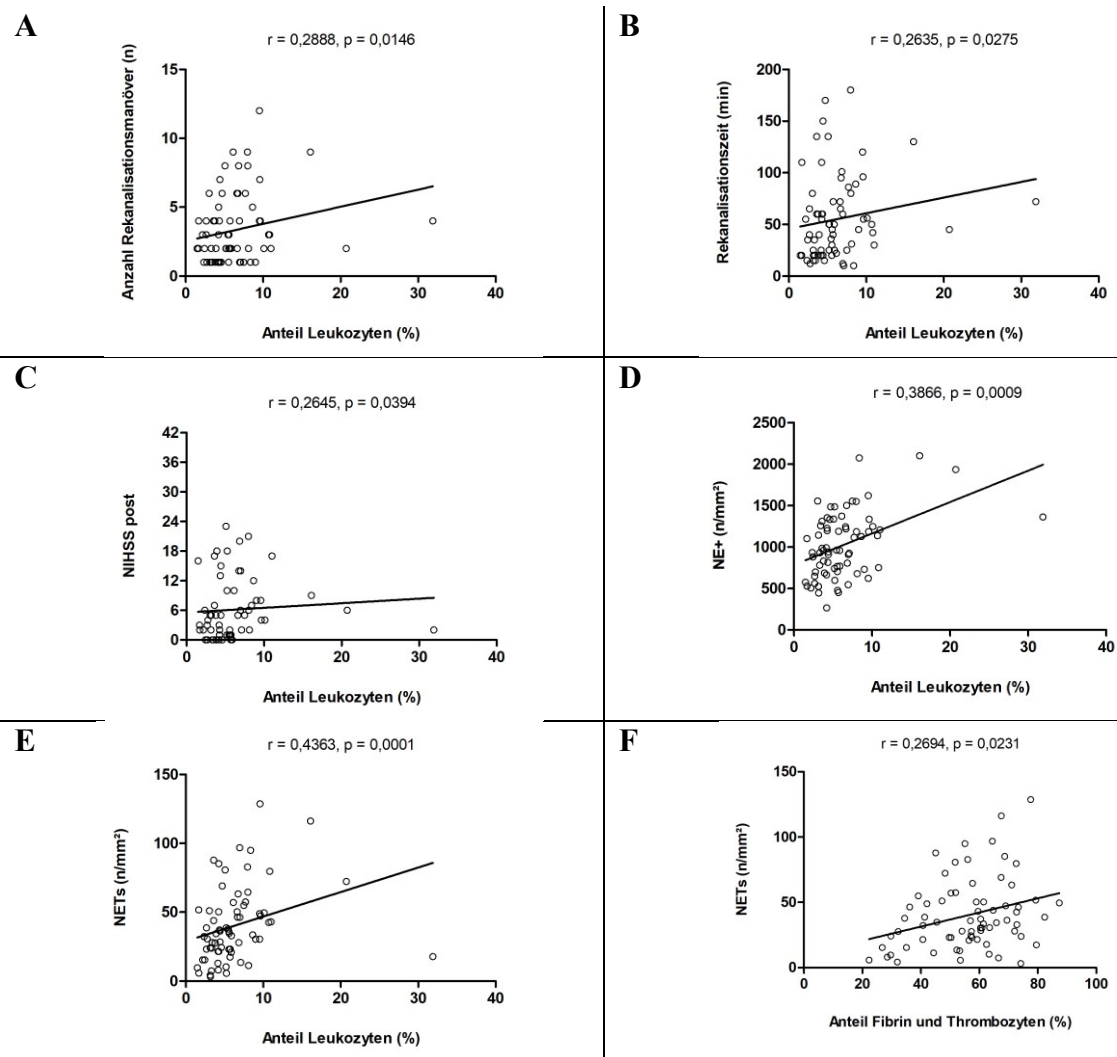 A
r = 0,2888, p = 0,0146
Anzahl Rekanalisationsmanöver (n)
15
10
5
0
0 10 20 30 40
Anteil Leukozyten (%)
B
r = 0,2635, p = 0,0275
Rekanalisationszeit (min)
200
150
100
50
0
0 10 20 30 40
Anteil Leukozyten (%)
C
r = 0,2645, p = 0,0394
NIHSS post
42
36
30
24
18
12
6
0
0 10 20 30 40
Anteil Leukozyten (%)
D
r = 0,3866, p = 0,0009
NE+ (n/mm²)
2500
2000
1500
1000
500
0
0 10 20 30 40
Anteil Leukozyten (%)
E
r = 0,4363, p = 0,0001
NETs (n/mm²)
150
100
50
0
0 10 20 30 40
Anteil Leukozyten (%)
F
r = 0,2694, p = 0,0231
NETs (n/mm²)
150
100
50
0
0 20 40 60 80 100
Anteil Fibrin und Thrombozyten (%)